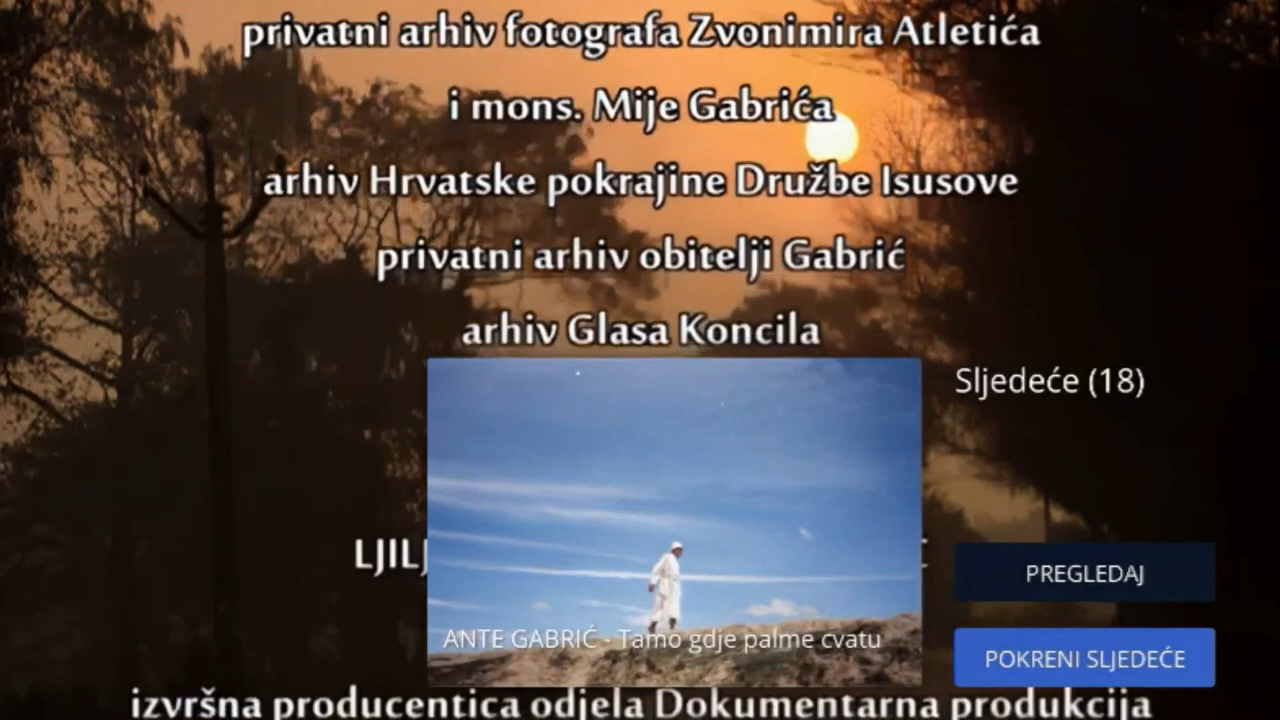 privatni arhiv fotografa Zvonimira Atletića
i mons. Mije Gabrića
arhiv Hrvatske pokrajine Družbe Isusove
privatni arhiv obitelji Gabrić
arhiv Glasa Koncila
Sljedeće (18)
PREGLEDAJ
ANTE GABRIĆ - Tamo gdje palme cvatu
POKRENI SLJEDEĆE
izvršna producentica odjela Dokumentarna produkcija